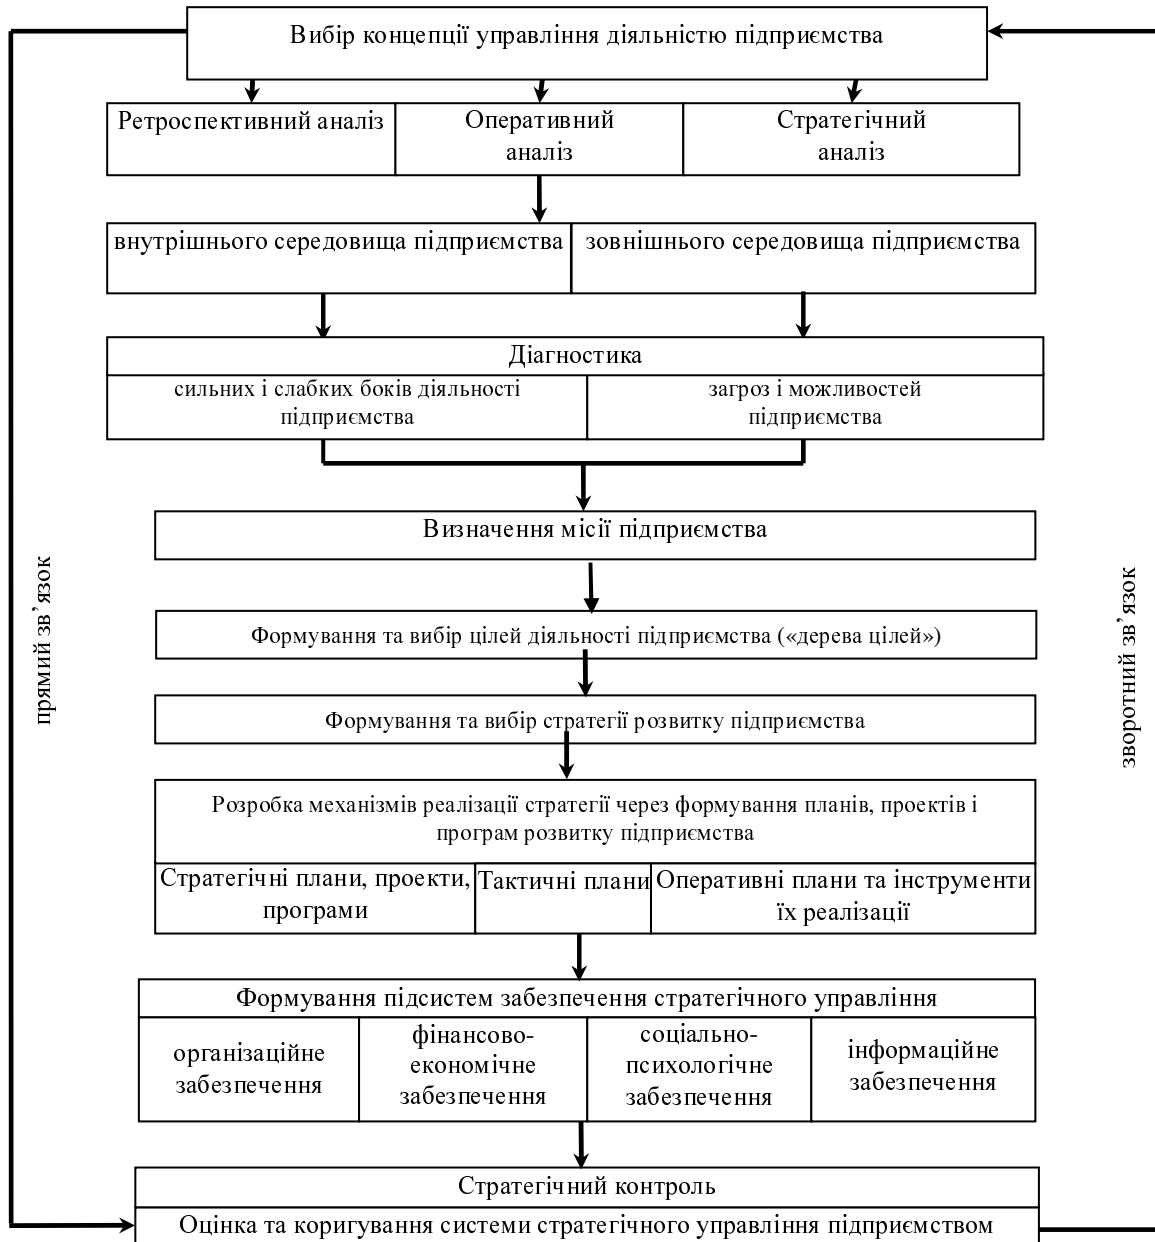 Вибір концепції управління діяльністю підприємства
Ретроспективний аналіз
Оперативний
аналіз
Стратегічний
аналіз
внутрішнього середовища підприємства
зовнішнього середовища підприємства
Діагностика
сильних і слабких боків діяльності
підприємства
загроз і можливостей
підприємства
Визначення місії підприємства
Формування та вибір цілей діяльності підприємства («дерева цілей»)
Формування та вибір стратегії розвитку підприємства
Розробка механізмів реалізації стратегії через формування планів, проектів і
програм розвитку підприємства
Стратегічні плани, проекти,
програми
Тактичні плани
Оперативні плани та інструменти
їх реалізації
Формування підсистем забезпечення стратегічного управління
організаційне
забезпечення
фінансово-
економічне
забезпечення
соціально-
психологічне
забезпечення
інформаційне
забезпечення
Стратегічний контроль
Оцінка та коригування системи стратегічного управління підприємством
прямий зв’язок
зворотний зв’язок